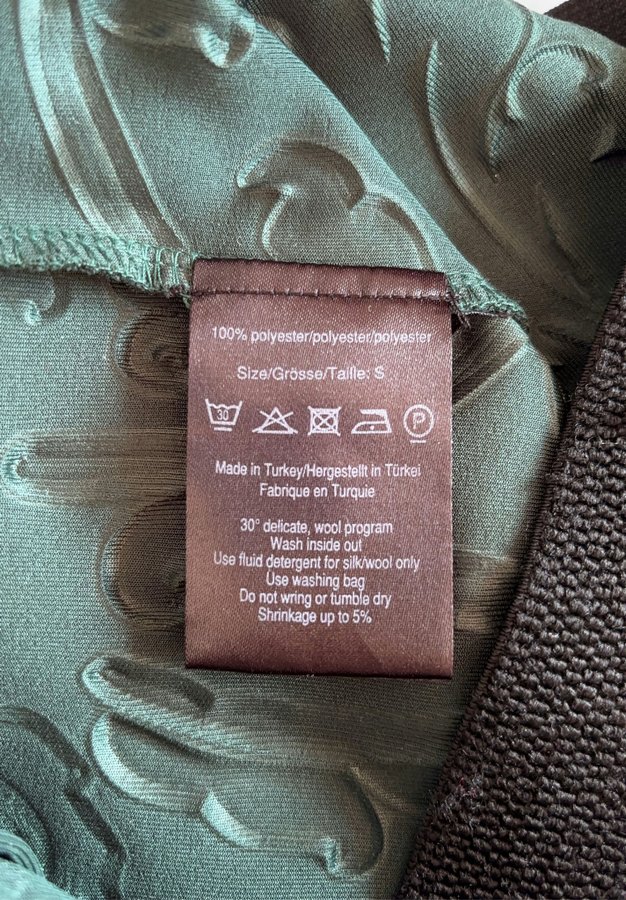 100% polyester/polyester/polyester
Size/Grösse/Taille: S
30 P
Made in Turkey/Hergestellt in Türkei
Fabrique en Turquie
30° delicate, wool program
Wash inside out
Use fluid detergent for silk/wool only
Use washing bag
Do not wring or tumble dry
Shrinkage up to 5%